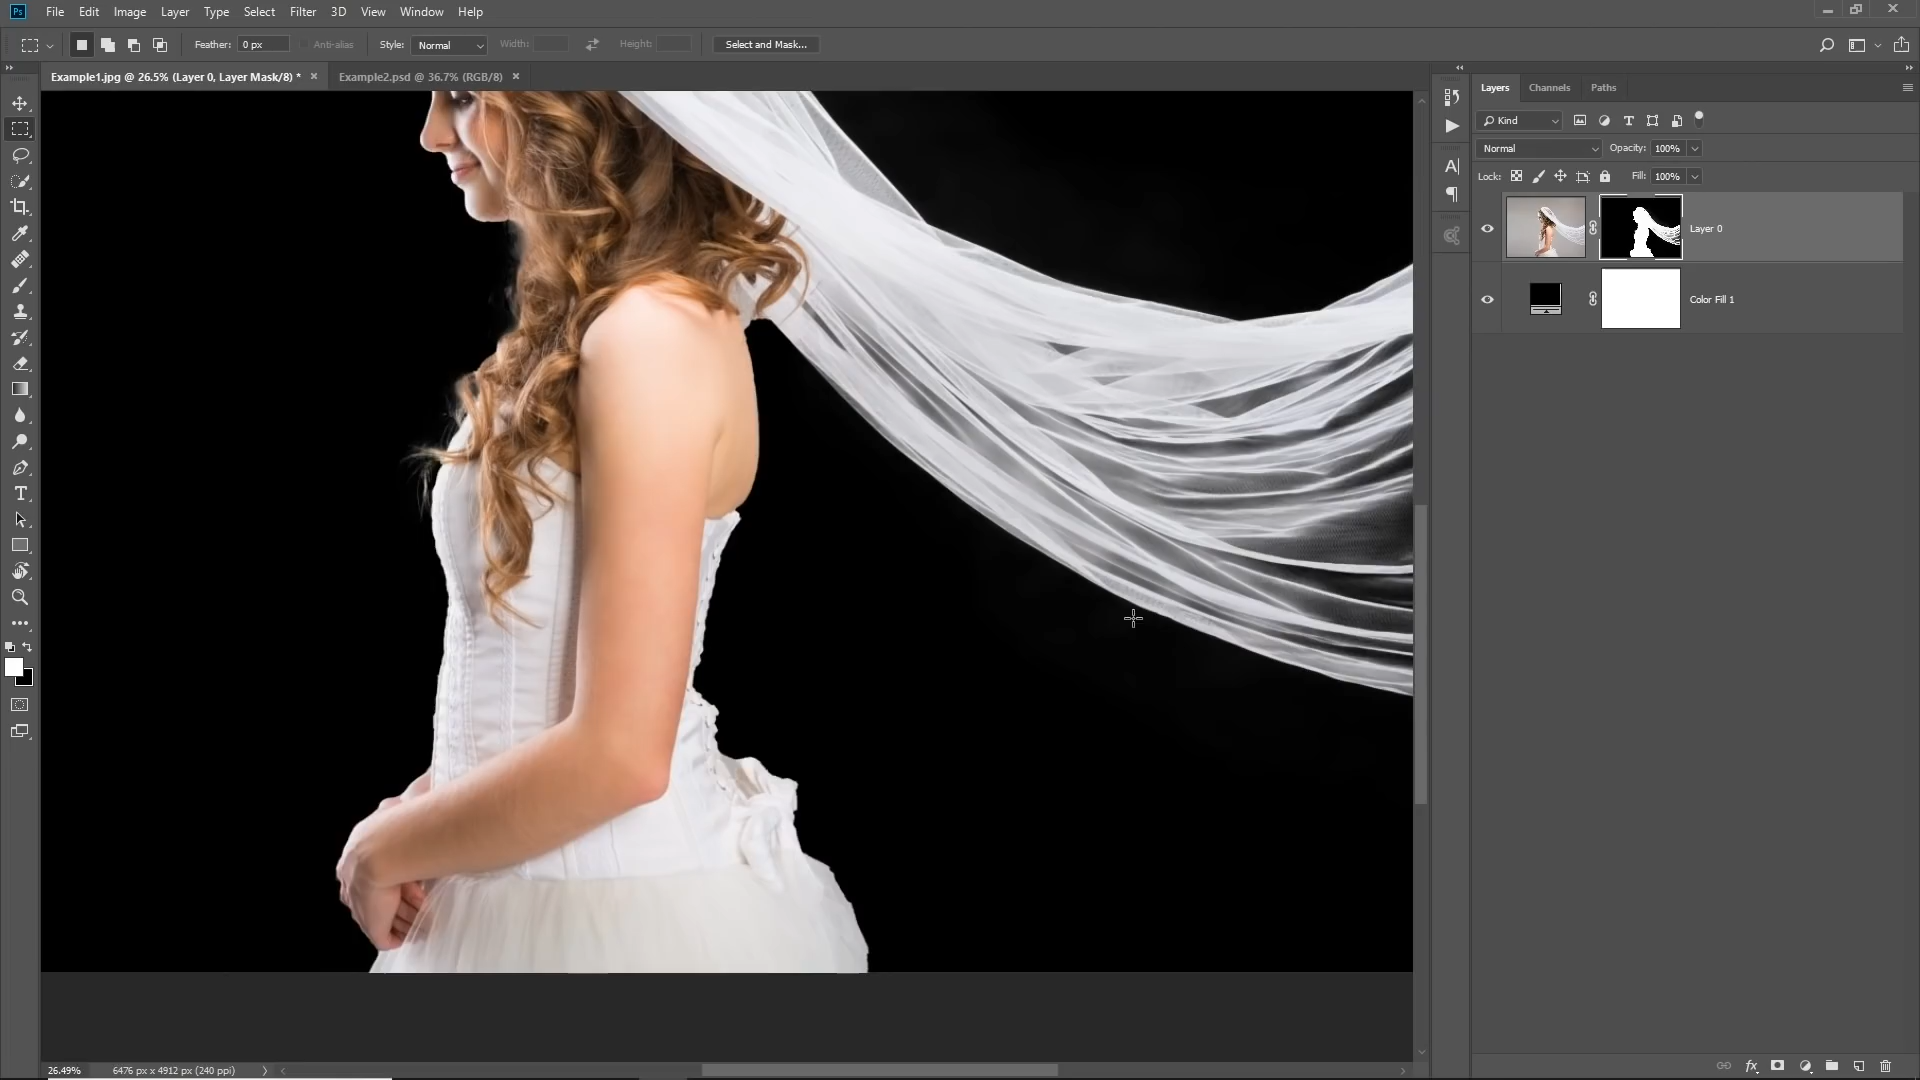 Ps File Edit Image Layer Type Select Filter 3D View Window Help
Feather: 0 px Anti-alias Style: Normal Width: Height: Select and Mask...
Example1.jpg @ 26.5% (Layer 0, Layer Mask/8) * × Example2.psd @ 36.7% (RGB/8) ×
Layers Channels Paths
Kind
Normal Opacity: 100%
Lock: Fill: 100%
Layer 0
Color Fill 1
26.49% 6476 px x 4912 px (240 ppi)